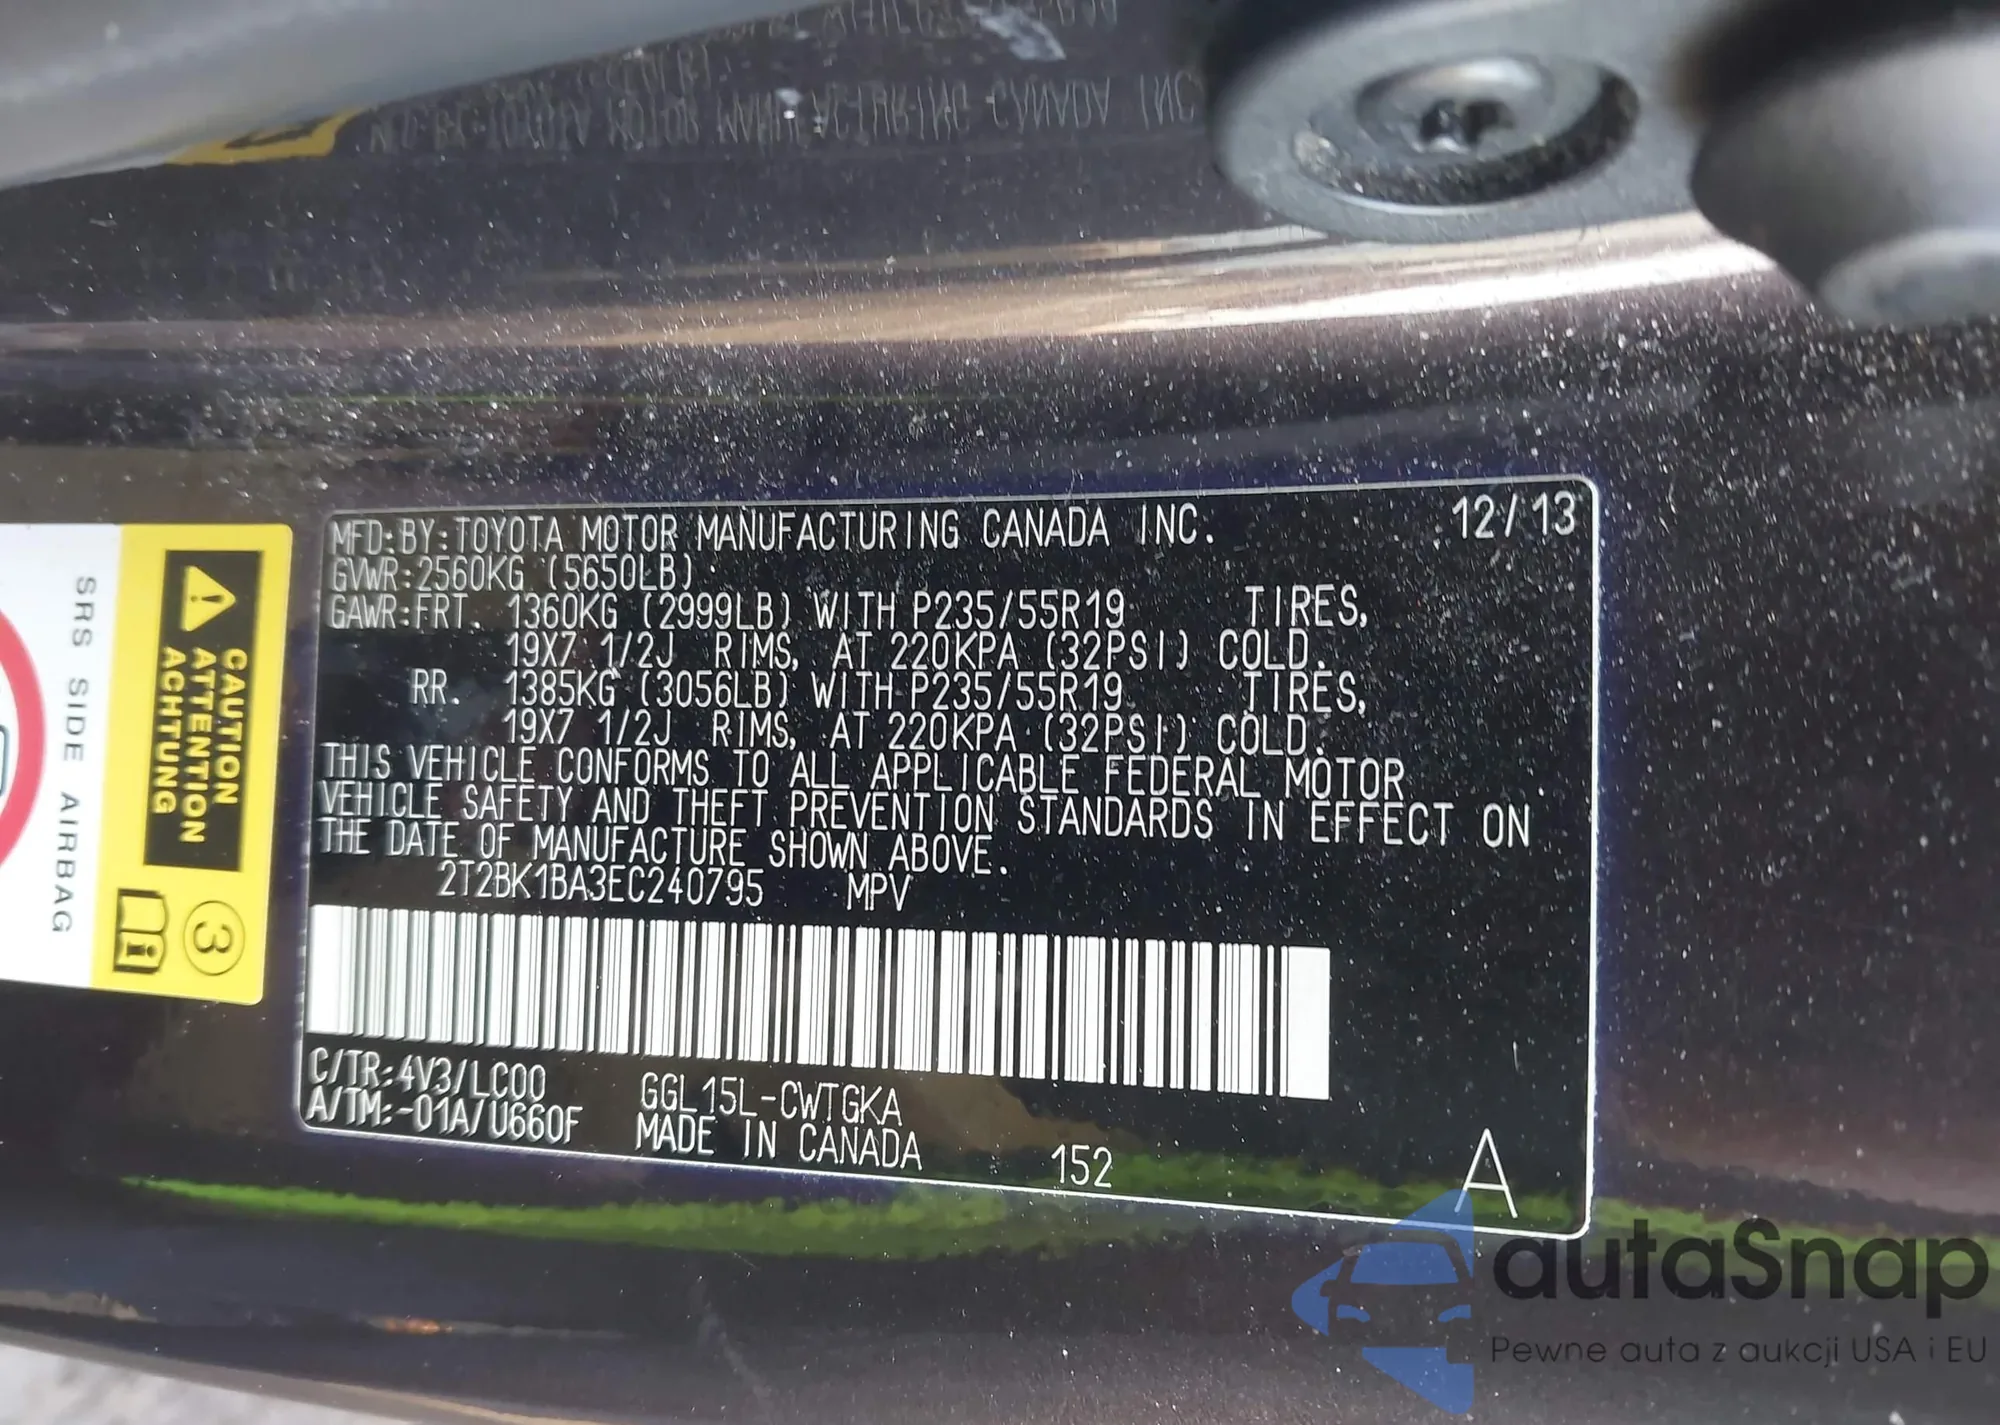 MFD.BY:TOYOTA MOTOR MANUFACTURING CANADA INC. 12/13
GVWR:2560KG (5650LB)
GAWR:FRT. 1360KG (2999LB) WITH P235/55R19 TIRES,
19X7 1/2J RIMS, AT 220KPA (32PSI) COLD.
RR. 1385KG (3056LB) WITH P235/55R19 TIRES,
19X7 1/2J RIMS, AT 220KPA (32PSI) COLD.
THIS VEHICLE CONFORMS TO ALL APPLICABLE FEDERAL MOTOR
VEHICLE SAFETY AND THEFT PREVENTION STANDARDS IN EFFECT ON
THE DATE OF MANUFACTURE SHOWN ABOVE.
2T2BK1BA3EC240795 MPV
C/TR:4V3/LC00 GGL15L-CWTGKA
A/TM:-01A/U660F MADE IN CANADA 152 A
SRS SIDE AIRBAG
CAUTION
ATTENTION
ACHTUNG
3
autaSnap
Pewne auta z aukcji USA i EU